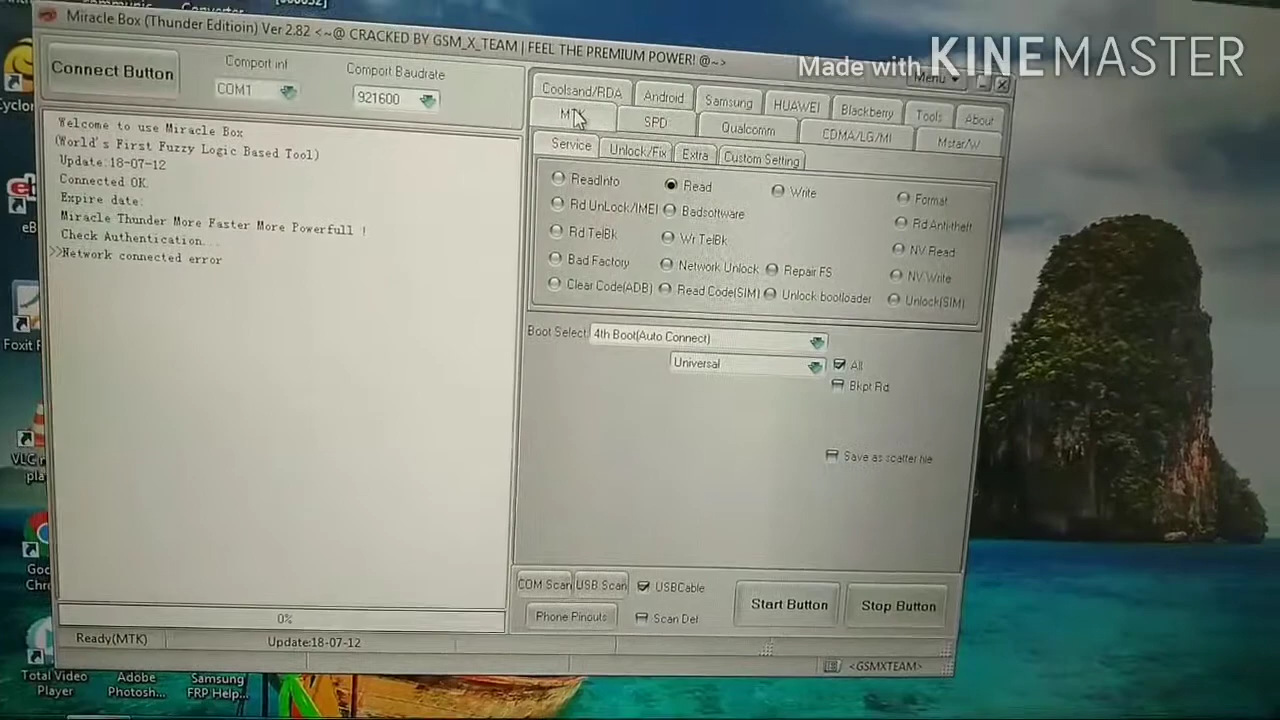 Converter
Miracle Box (Thunder Editioin) Ver 2.82 <~@ CRACKED BY GSM_X_TEAM | FEEL THE PREMIUM POWER! @~>
Made with KINEMASTER
Connect Button
Comport inf
Comport Baudrate
COM1
921600
Menu
Coolsand/RDA
Android
Samsung
HUAWEI
Blackberry
Tools
About
SPD
Qualcomm
CDMA/LG/MI
Mstar/W
Service
Unlock/Fix
Extra
Custom Setting
Welcome to use Miracle Box
(World's First Fuzzy Logic Based Tool)
Update:18-07-12
Connected OK.
Expire date:
Miracle Thunder More Faster More Powerfull !
Check Authentication...
>>Network connected error
ReadInfo
Read
Write
Format
Rd UnLock/IMEI
Badsoftware
Rd Anti-theft
Rd TelBk
Wr TelBk
NV Read
Bad Factory
Network Unlock
Repair FS
NV Write
Clear Code(ADB)
Read Code(SIM)
Unlock bootloader
Unlock(SIM)
Boot Select:
4th Boot(Auto Connect)
Universal
All
Bkpt Rd
Save as scatter file
COM Scan
USB Scan
USBCable
Start Button
Stop Button
Phone Pinouts
Scan Del
0%
Ready(MTK)
Update:18-07-12
<GSMXTEAM>
Cyclon
eB
Foxit
VLC
pla
Goo
Chr
Total Video
Player
Adobe
Photosh...
Samsung
FRP Help...